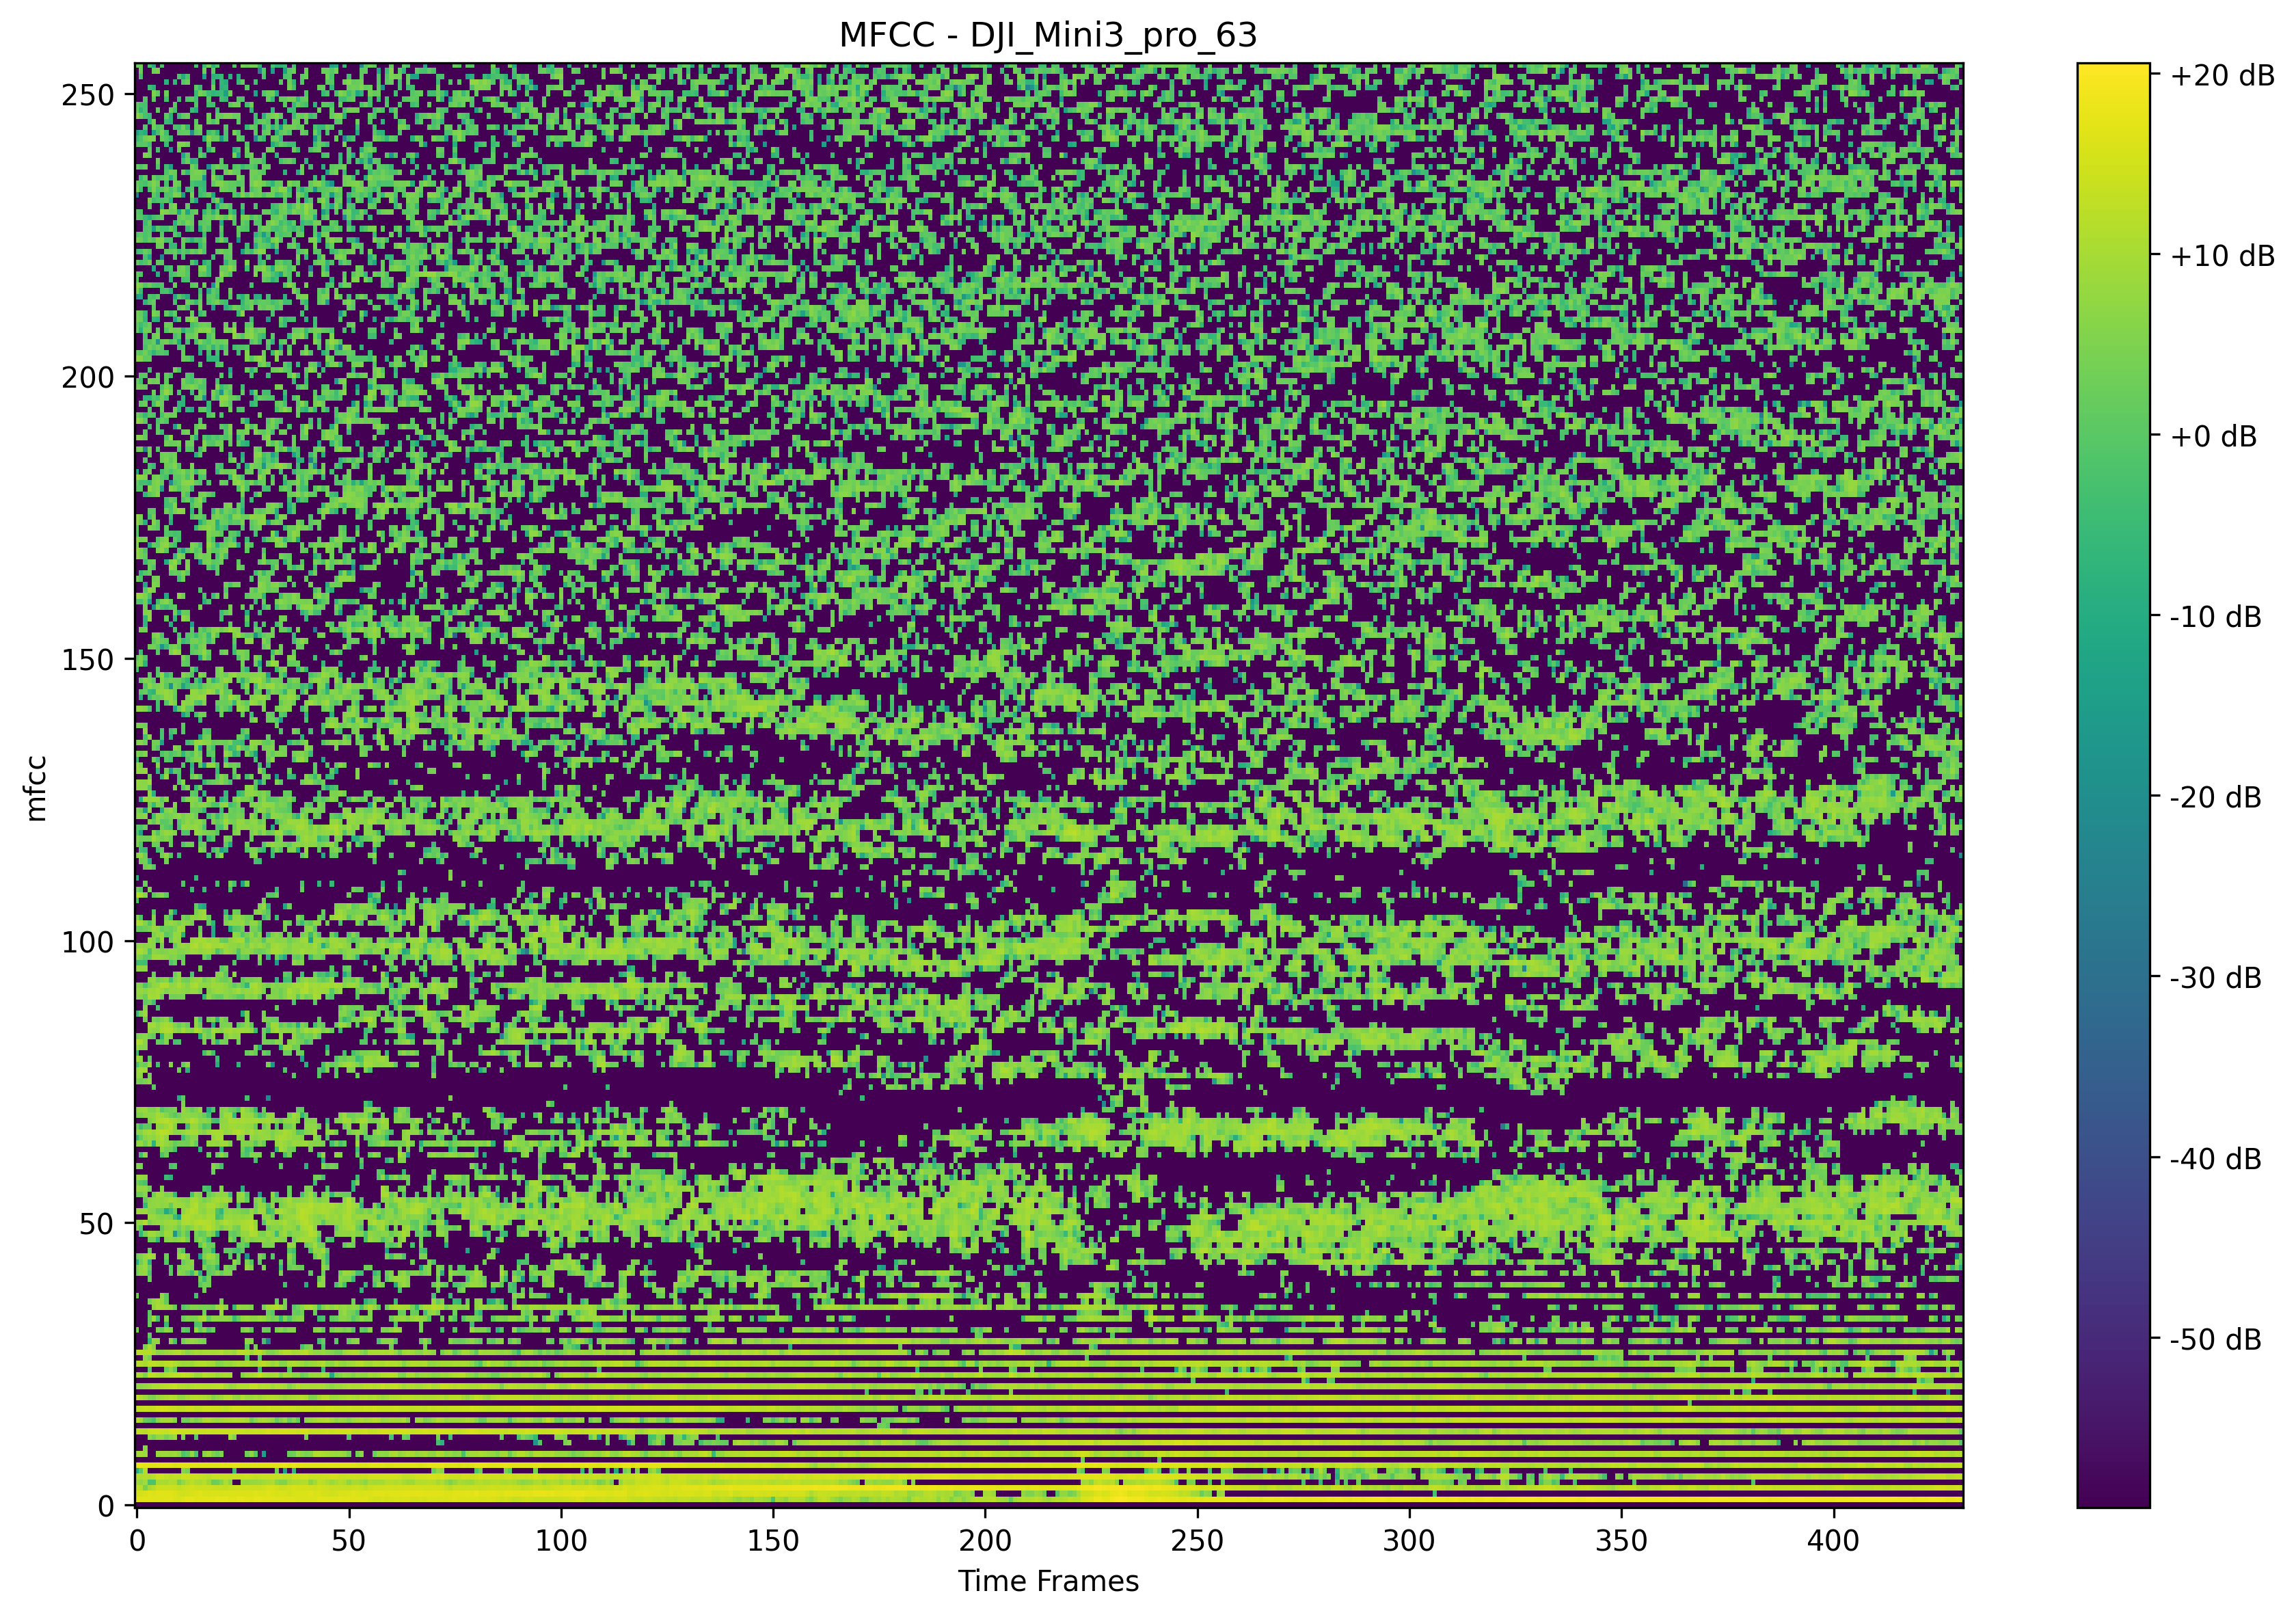 MFCC - DJI_Mini3_pro_63
mfcc
250
200
150
100
50
0
0 50 100 150 200 250 300 350 400
Time Frames
+20 dB
+10 dB
+0 dB
-10 dB
-20 dB
-30 dB
-40 dB
-50 dB